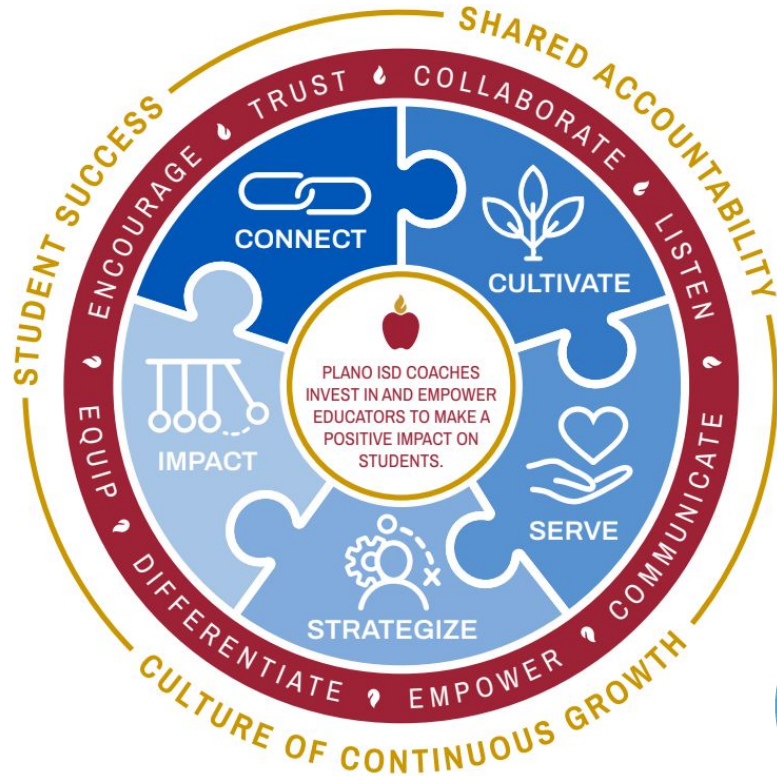 STUDENT SUCCESS
SHARED ACCOUNTABILITY
CULTURE OF CONTINUOUS GROWTH
ENCOURAGE
TRUST
COLLABORATE
LISTEN
COMMUNICATE
EMPOWER
DIFFERENTIATE
EQUIP
CONNECT
CULTIVATE
SERVE
STRATEGIZE
IMPACT
PLANO ISD COACHES
INVEST IN AND EMPOWER
EDUCATORS TO MAKE A
POSITIVE IMPACT ON
STUDENTS.